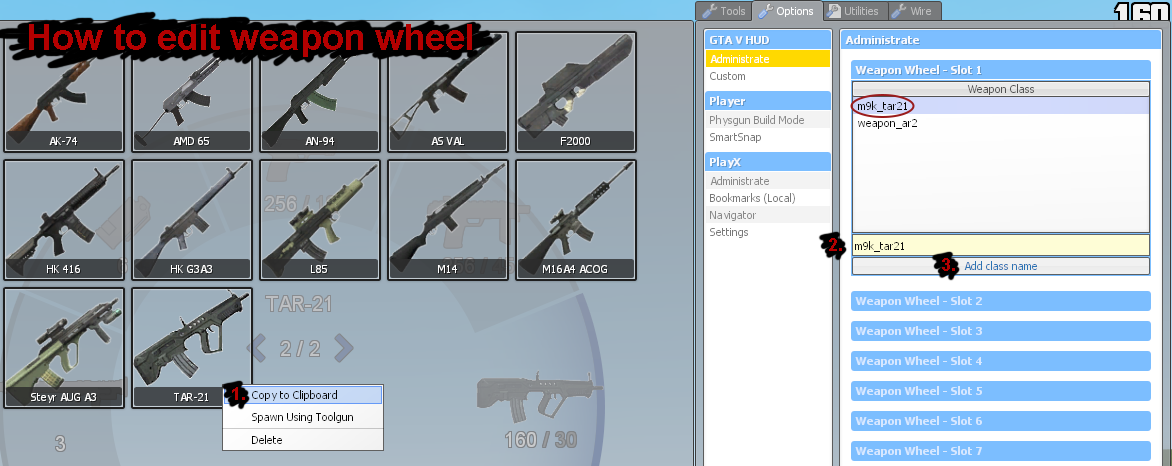 How to edit weapon wheel
AK-74
AMD 65
AN-94
AS VAL
F2000
HK 416
HK G3A3
L85
M14
M16A4 ACOG
Steyr AUG A3
TAR-21
TAR-21
2 / 2
3
160 / 30
1.
Copy to Clipboard
Spawn Using Toolgun
Delete
Tools
Options
Utilities
Wire
160
GTA V HUD
Administrate
Custom
Player
Physgun Build Mode
SmartSnap
PlayX
Administrate
Bookmarks (Local)
Navigator
Settings
Administrate
Weapon Wheel - Slot 1
Weapon Class
m9k_tar21
weapon_ar2
2.
m9k_tar21
3.
Add class name
Weapon Wheel - Slot 2
Weapon Wheel - Slot 3
Weapon Wheel - Slot 4
Weapon Wheel - Slot 5
Weapon Wheel - Slot 6
Weapon Wheel - Slot 7